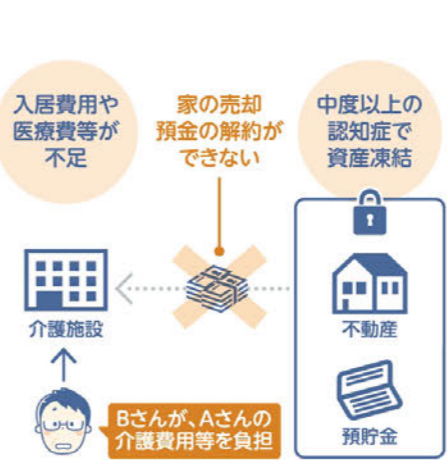 入居費用や
医療費等が
不足
家の売却
預金の解約が
できない
中度以上の
認知症で
資産凍結
介護施設
不動産
預貯金
Bさんが、Aさんの
介護費用等を負担